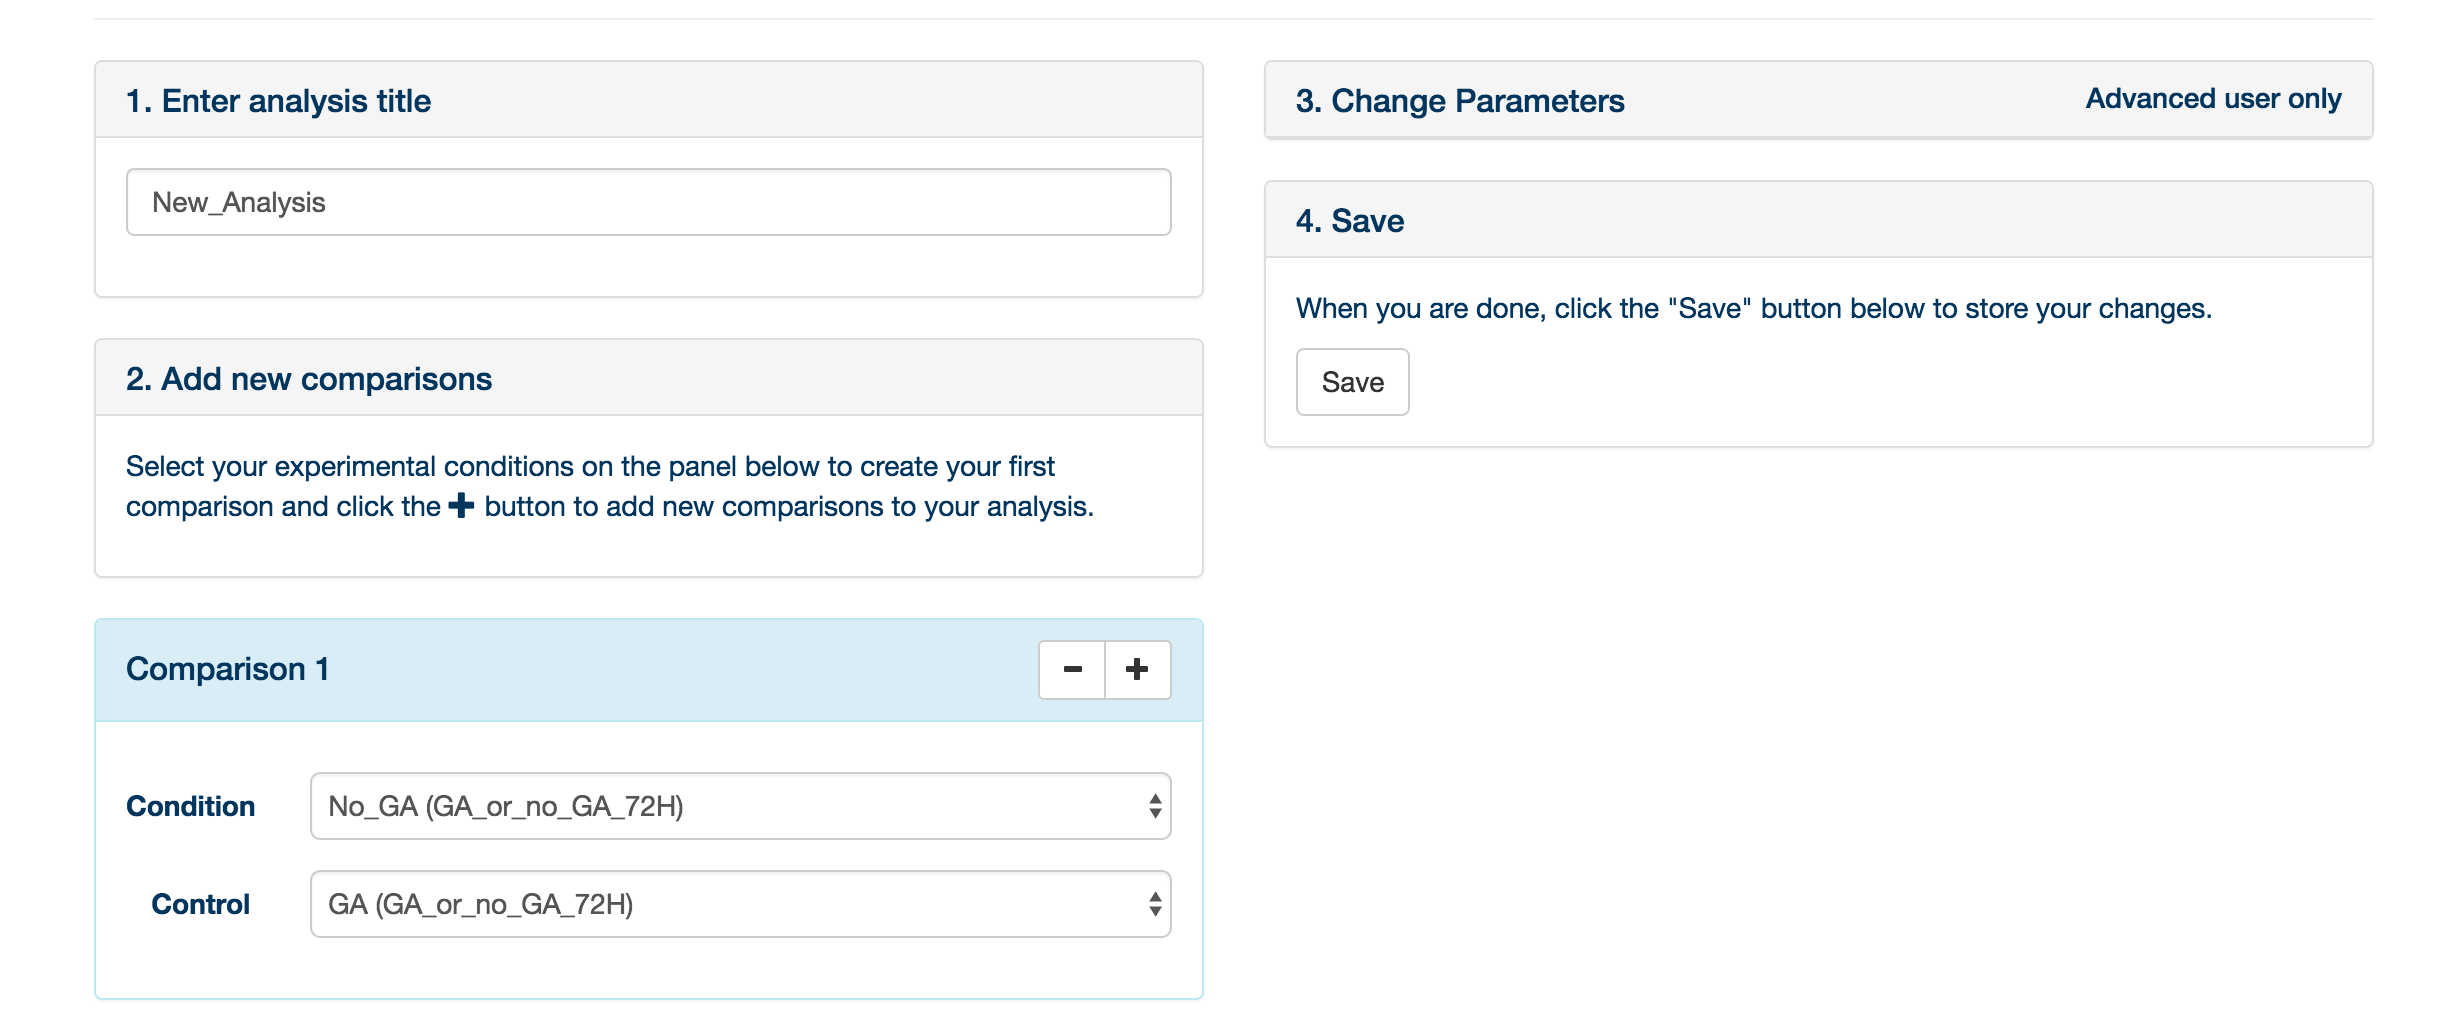 1. Enter analysis title
New_Analysis
2. Add new comparisons
Select your experimental conditions on the panel below to create your first
comparison and click the + button to add new comparisons to your analysis.
Comparison 1
- +
Condition No_GA (GA_or_no_GA_72H)
Control GA (GA_or_no_GA_72H)
3. Change Parameters Advanced user only
4. Save
When you are done, click the "Save" button below to store your changes.
Save